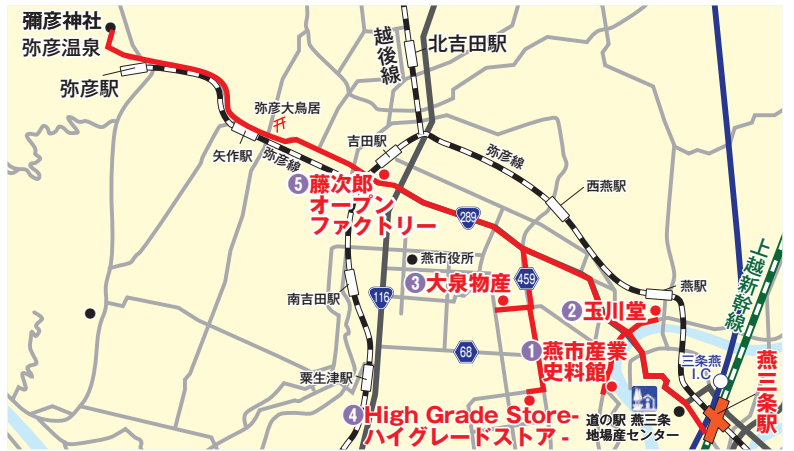 彌彦神社
弥彦温泉
弥彦駅
越後線
北吉田駅
弥彦大鳥居
矢作駅
弥彦線
吉田駅
弥彦線
西燕駅
⑤藤次郎
オープン
ファクトリー
289
燕市役所
③大泉物産
459
南吉田駅
116
②玉川堂
燕駅
上越新幹線
68
①燕市産業
史料館
三条燕
I.C
燕三条駅
粟生津駅
④High Grade Store-
ハイグレードストア -
道の駅 燕三条
地場産センター